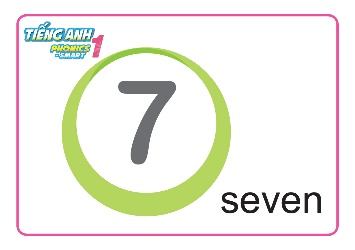 TIẾNG ANH
PHONICS
SMART
1
7
seven